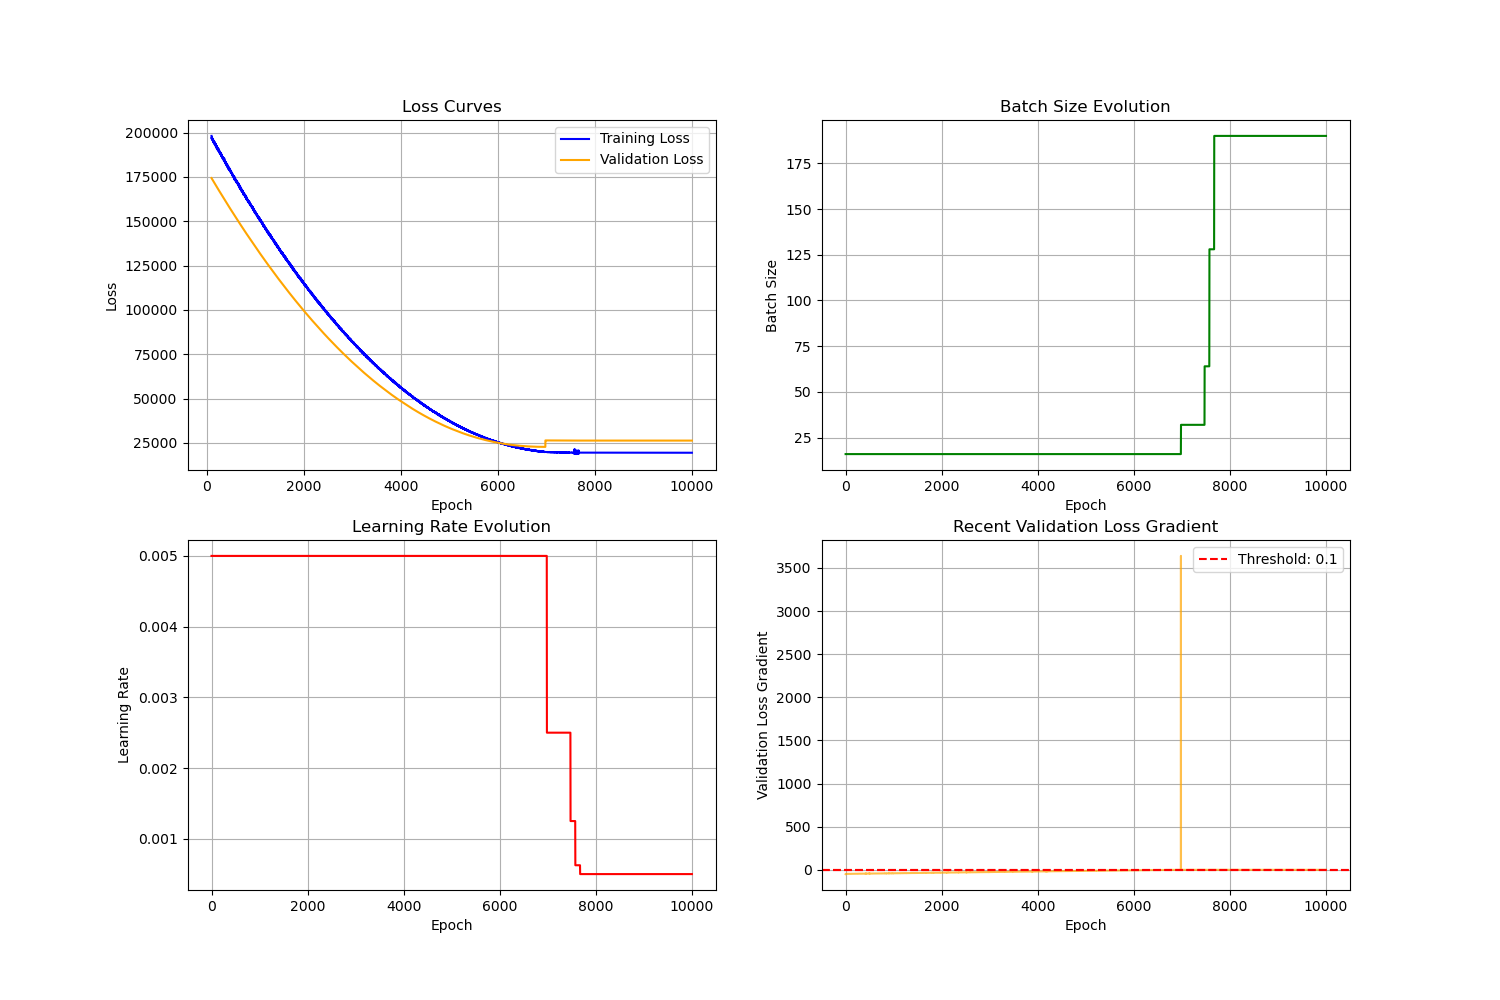 Loss Curves
200000
175000
150000
125000
100000
75000
50000
25000
Loss
Training Loss
Validation Loss
0 2000 4000 6000 8000 10000
Epoch
Batch Size Evolution
175
150
125
100
75
50
25
Batch Size
0 2000 4000 6000 8000 10000
Epoch
Learning Rate Evolution
0.005
0.004
0.003
0.002
0.001
Learning Rate
0 2000 4000 6000 8000 10000
Epoch
Recent Validation Loss Gradient
3500
3000
2500
2000
1500
1000
500
0
Validation Loss Gradient
Threshold: 0.1
0 2000 4000 6000 8000 10000
Epoch